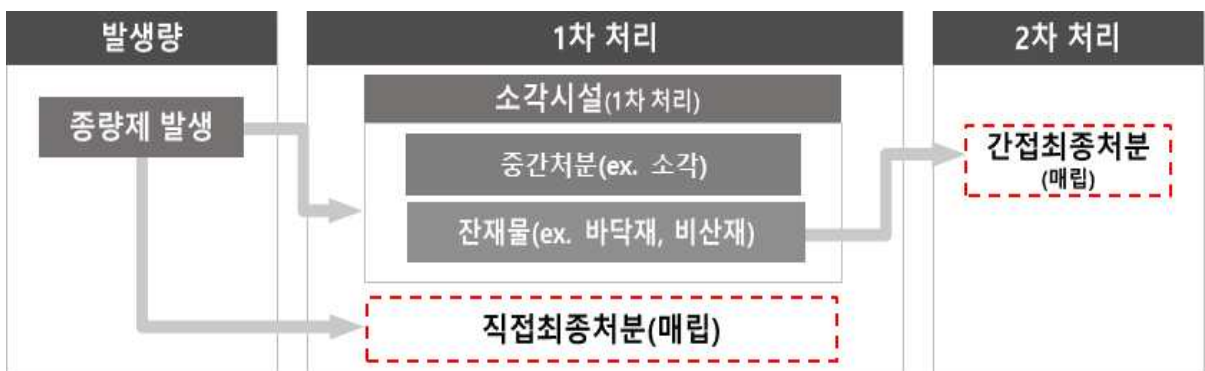 발생량
1차 처리
2차 처리
종량제 발생
소각시설(1차 처리)
중간처분(ex. 소각)
잔재물(ex. 바닥재, 비산재)
직접최종처분(매립)
간접최종처분
(매립)